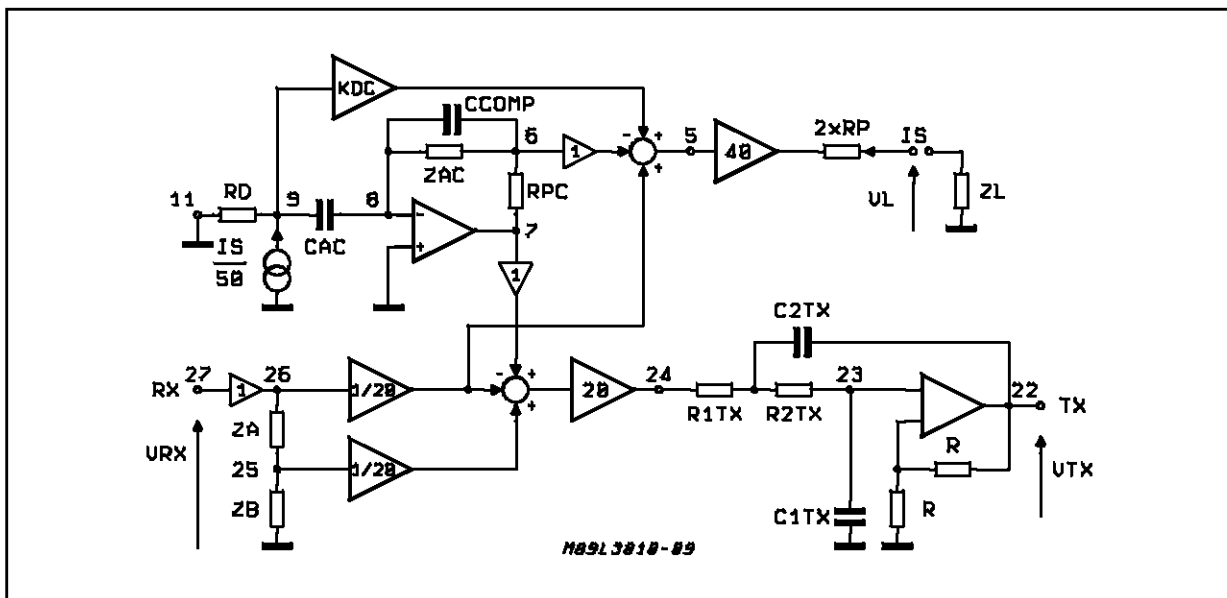 KDC
CCOMP
6
1
- +
+
5
40
2xRP
IS
ZAC
RPC
VL
ZL
11
RD
9
CAC
8
-
+
7
IS
50
1
C2TX
RX
27
1
26
1/20
- +
+
20
24
R1TX
R2TX
23
22
TX
ZA
VRX
25
1/20
ZB
R
R
VTX
C1TX
M89L3010-09